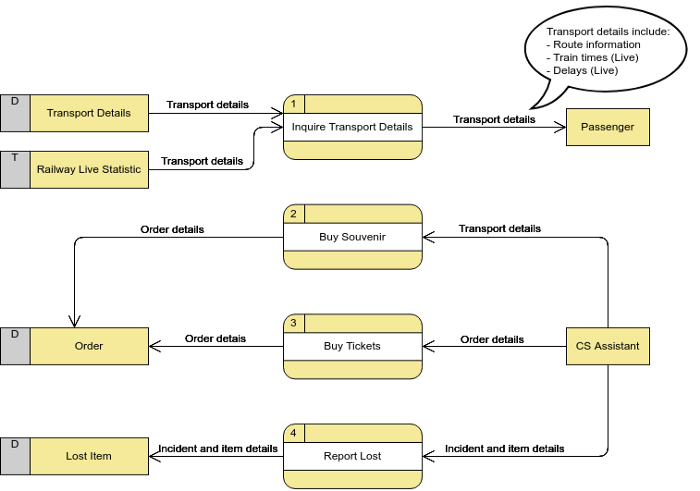 Transport details include:
- Route information
- Train times (Live)
- Delays (Live)
D
Transport Details
Transport details
1
Inquire Transport Details
Transport details
Passenger
T
Railway Live Statistic
Transport details
2
Buy Souvenir
Order details
Transport details
D
Order
Order detais
3
Buy Tickets
Order details
CS Assistant
D
Lost Item
Incident and item details
4
Report Lost
Incident and item details